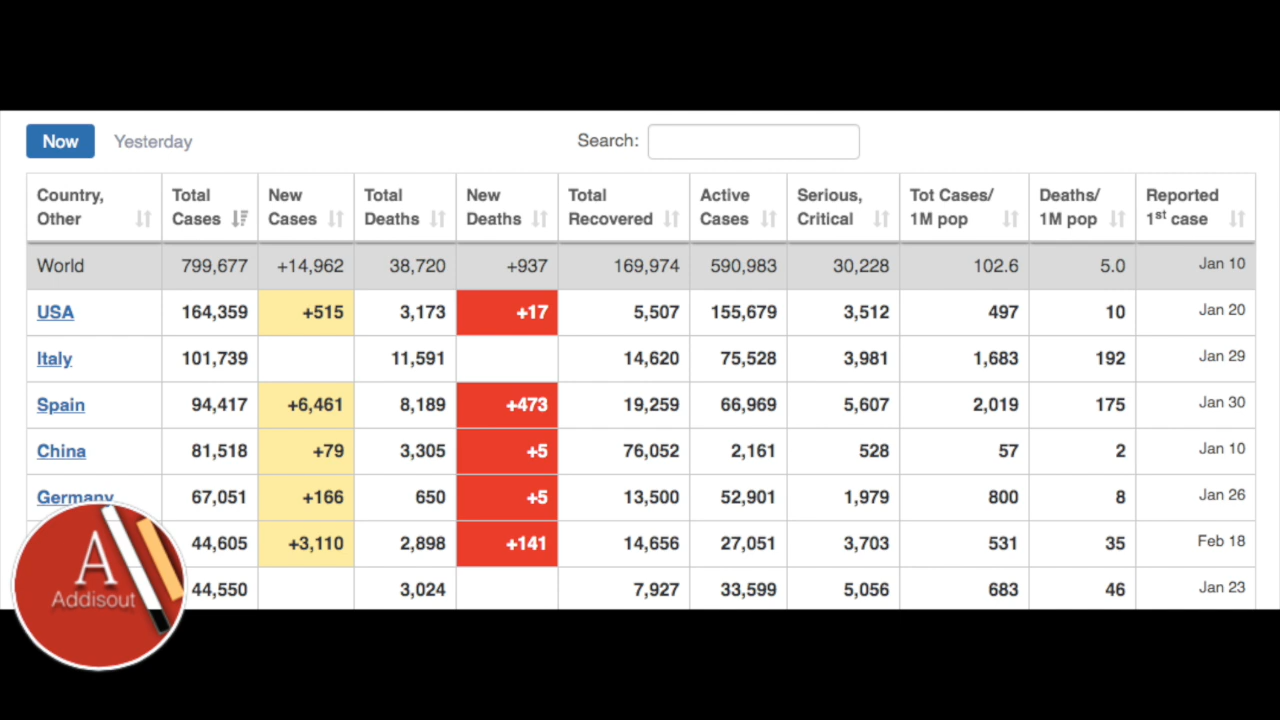 Now Yesterday Search:
Country, Other Total Cases New Cases Total Deaths New Deaths Total Recovered Active Cases Serious, Critical Tot Cases/ 1M pop Deaths/ 1M pop Reported 1st case
World 799,677 +14,962 38,720 +937 169,974 590,983 30,228 102.6 5.0 Jan 10
USA 164,359 +515 3,173 +17 5,507 155,679 3,512 497 10 Jan 20
Italy 101,739 11,591 14,620 75,528 3,981 1,683 192 Jan 29
Spain 94,417 +6,461 8,189 +473 19,259 66,969 5,607 2,019 175 Jan 30
China 81,518 +79 3,305 +5 76,052 2,161 528 57 2 Jan 10
Germany 67,051 +166 650 +5 13,500 52,901 1,979 800 8 Jan 26
44,605 +3,110 2,898 +141 14,656 27,051 3,703 531 35 Feb 18
44,550 3,024 7,927 33,599 5,056 683 46 Jan 23
A
Addisout